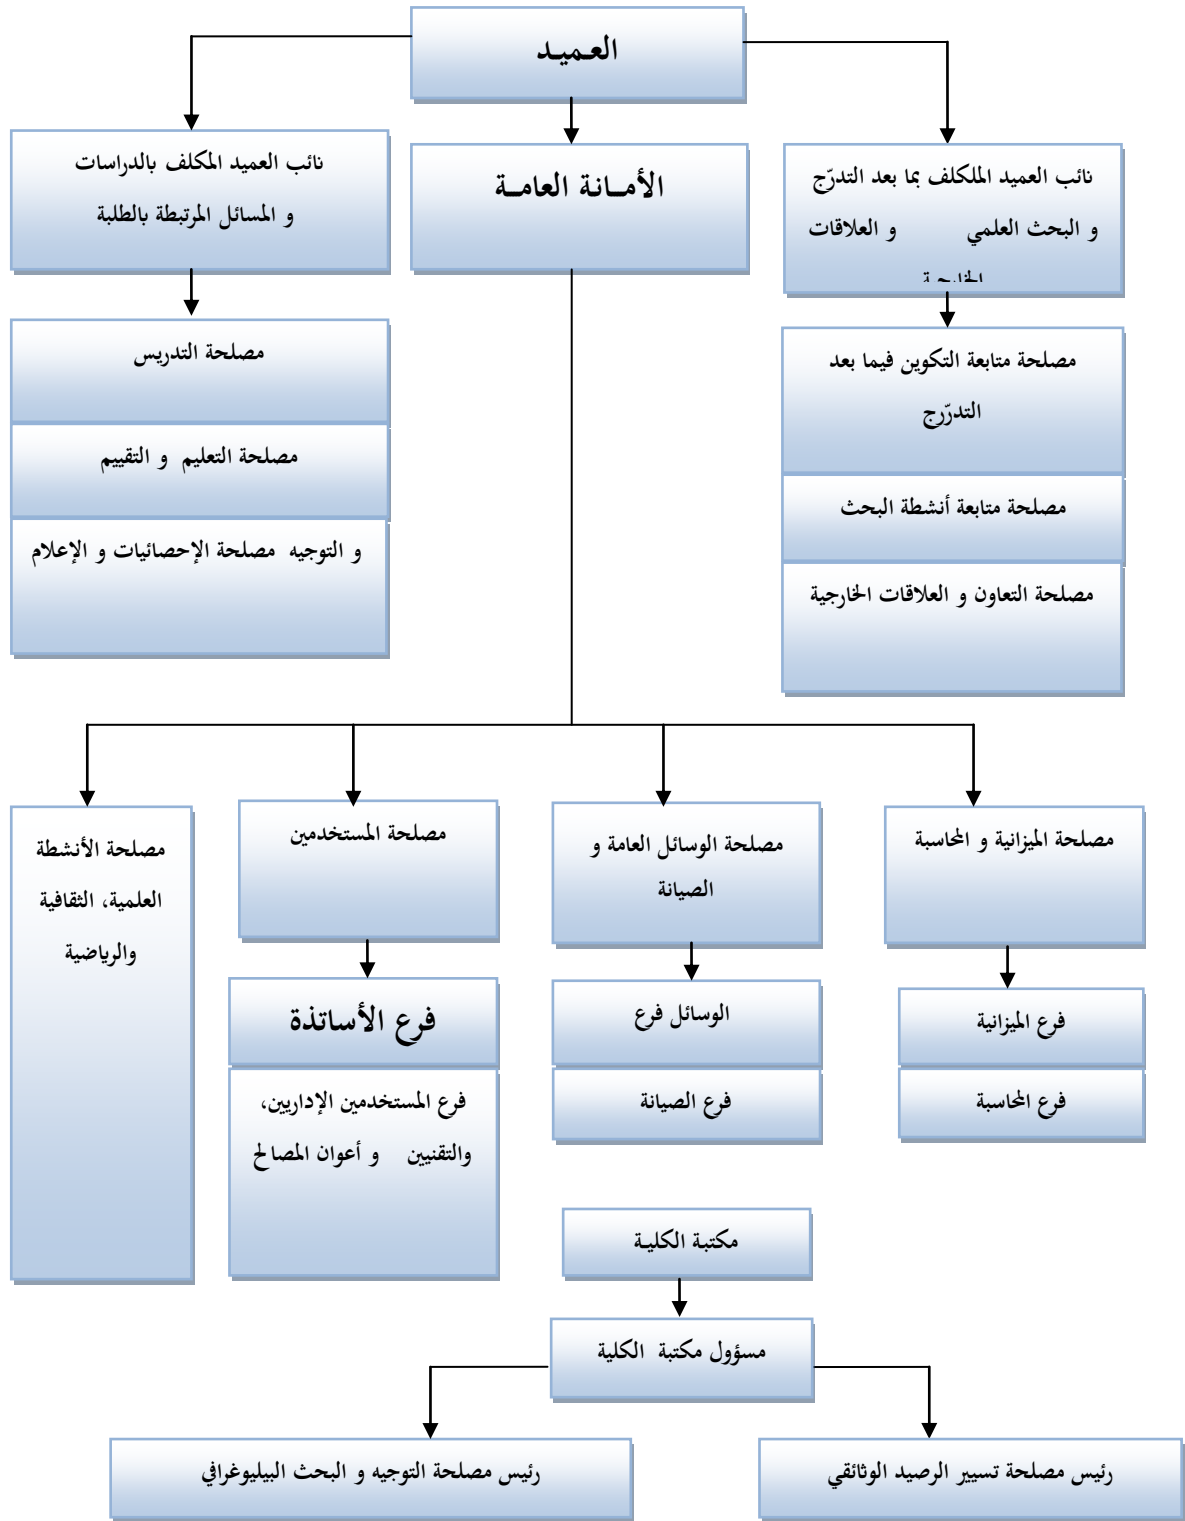 العميـد
نائب العميد الملكلف بما بعد التدرّج
و البحث العلمي و العلاقات
الخارجية
الأمـانة العامـة
نائب العميد المكلف بالدراسات
و المسائل المرتبطة بالطلبة
مصلحة متابعة التكوين فيما بعد
التدرّرج
مصلحة متابعة أنشطة البحث
مصلحة التعاون و العلاقات الخارجية
مصلحة التدريس
مصلحة التعليم و التقييم
و التوجيه مصلحة الإحصائيات و الإعلام
مصلحة الميزانية و المحاسبة
فرع الميزانية
فرع المحاسبة
مصلحة الوسائل العامة و
الصيانة
الوسائل فرع
فرع الصيانة
مصلحة المستخدمين
فرع الأساتذة
فرع المستخدمين الإداريين،
والتقنيين و أعوان المصالح
مصلحة الأنشطة
العلمية، الثقافية
والرياضية
مكتبة الكليـة
مسؤول مكتبة الكلية
رئيس مصلحة تسيير الرصيد الوثائقي
رئيس مصلحة التوجيه و البحث البيليوغرافي